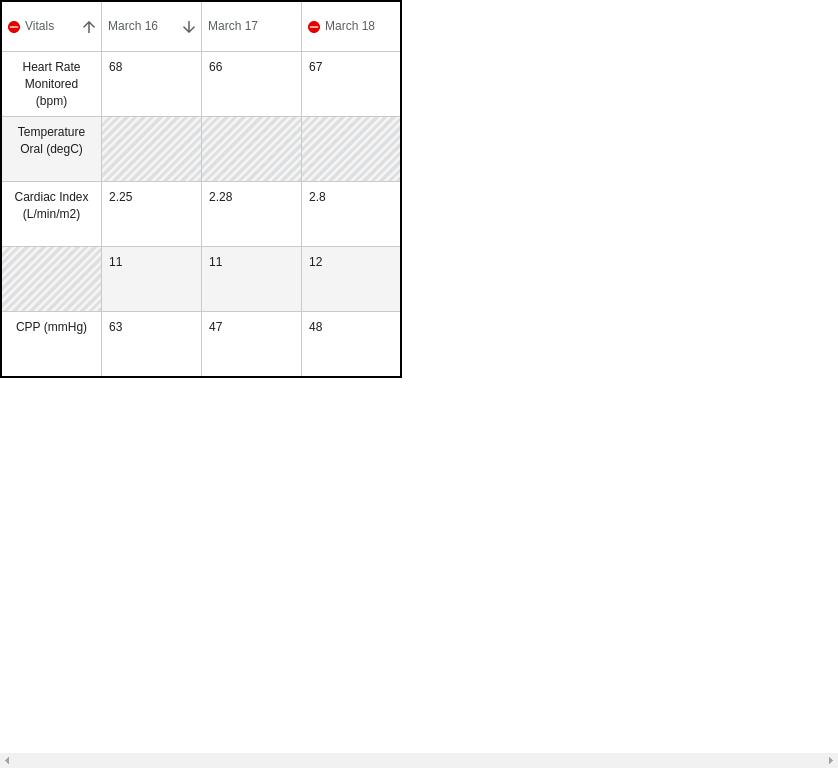 Vitals March 16 March 17 March 18
Heart Rate
Monitored
(bpm)
68 66 67
Temperature
Oral (degC)
Cardiac Index
(L/min/m2)
2.25 2.28 2.8
11 11 12
CPP (mmHg) 63 47 48